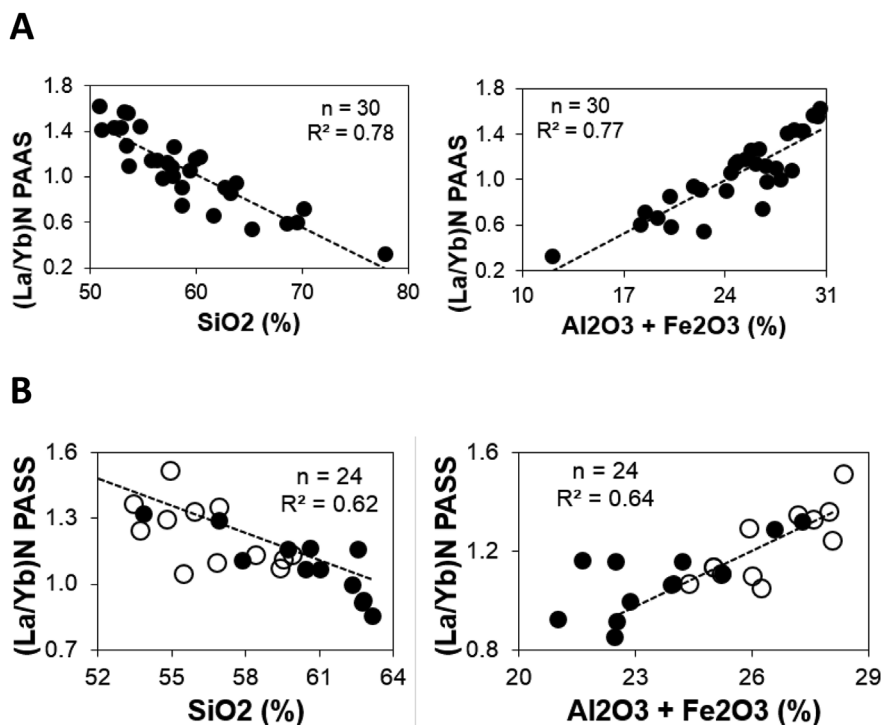 A
(La/Yb)N PAAS
1.8
1.4
1.0
0.6
0.2
n = 30
R² = 0.78
50
60
70
80
SiO2 (%)
(La/Yb)N PAAS
1.8
1.4
1.0
0.6
0.2
n = 30
R² = 0.77
10
17
24
31
Al2O3 + Fe2O3 (%)
B
(La/Yb)N PASS
1.6
1.3
1.0
0.7
n = 24
R² = 0.62
52
55
58
61
64
SiO2 (%)
(La/Yb)N PASS
1.6
1.2
0.8
n = 24
R² = 0.64
20
23
26
29
Al2O3 + Fe2O3 (%)